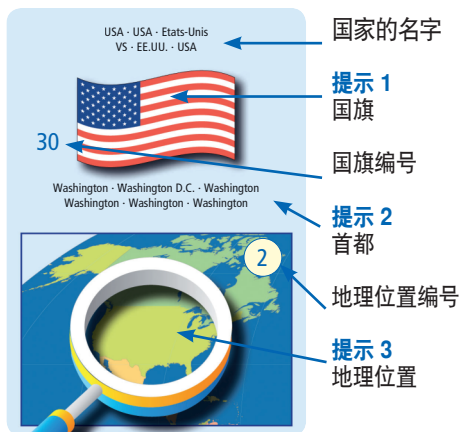 USA · USA · Etats-Unis
VS · EE.UU. · USA
国家的名字
提示 1
国旗
30
国旗编号
Washington · Washington D.C. · Washington
Washington · Washington · Washington
提示 2
首都
2
地理位置编号
提示 3
地理位置